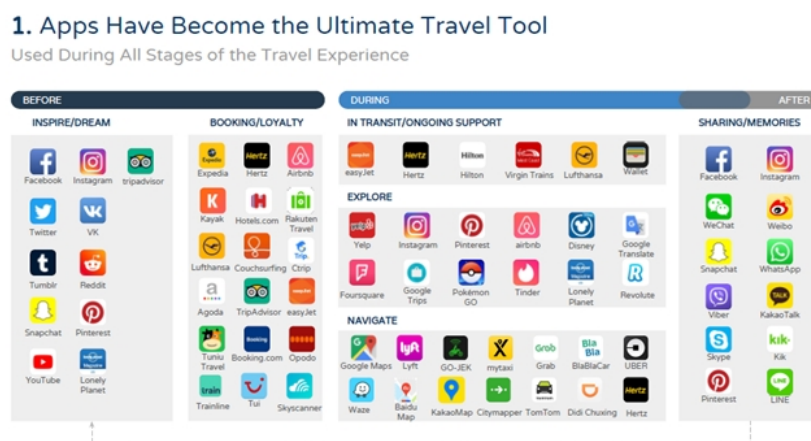 1. Apps Have Become the Ultimate Travel Tool
Used During All Stages of the Travel Experience
BEFORE
INSPIRE/DREAM
Facebook Instagram tripadvisor
Twitter VK
Tumblr Reddit
Snapchat Pinterest
YouTube Lonely Planet
BOOKING/LOYALTY
Expedia Hertz Airbnb
Kayak Hotels.com Rakuten Travel
Lufthansa Couchsurfing Ctrip
Agoda TripAdvisor easyJet
Tuniu Travel Booking.com Opodo
Trainline Tui Skyscanner
DURING
IN TRANSIT/ONGOING SUPPORT
easyJet Hertz Hilton Virgin Trains Lufthansa Wallet
EXPLORE
Yelp Instagram Pinterest airbnb Disney Google Translate
Foursquare Google Trips Pokémon GO Tinder Lonely Planet Revolute
NAVIGATE
Google Maps Lyft GO-JEK mytaxi Grab BlaBlaCar UBER
Waze Baidu Map KakaoMap Citymapper TomTom Didi Chuxing Hertz
AFTER
SHARING/MEMORIES
Facebook Instagram
WeChat Weibo
Snapchat WhatsApp
Viber KakaoTalk
Skype Kik
Pinterest LINE